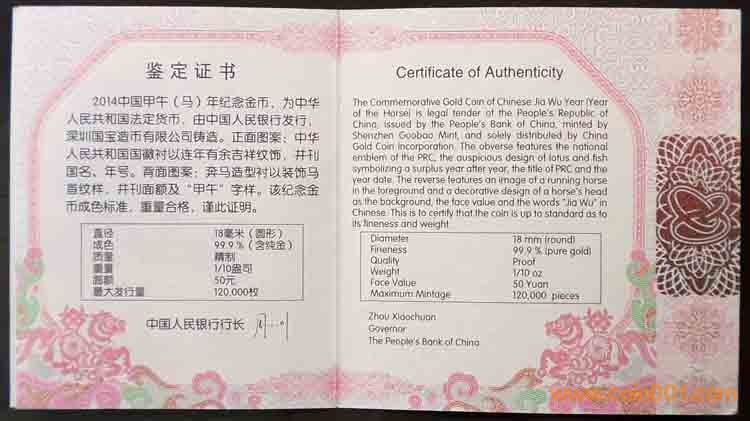 鉴定证书
2014中国甲午（马）年纪念金币，为中华
人民共和国法定货币，由中国人民银行发行，
深圳国宝造币有限公司铸造。正面图案：中华
人民共和国国徽衬以连年有余吉祥纹饰，并刊
国名、年号。背面图案：奔马造型衬以装饰马
首纹样，并刊面额及“甲午”字样。该纪念金
币成色标准，重量合格，谨此证明。
直径 18毫米（圆形）
成色 99.9％（含纯金）
质量 精制
重量 1/10盎司
面额 50元
最大发行量 120,000枚
中国人民银行行长
Certificate of Authenticity
The Commemorative Gold Coin of Chinese Jia Wu Year (Year
of the Horse) is legal tender of the People's Republic of
China, issued by the People's Bank of China, minted by
Shenzhen Guobao Mint, and solely distributed by China
Gold Coin Incorporation. The obverse features the national
emblem of the PRC, the auspicious design of lotus and fish
symbolizing a surplus year after year, the title of PRC and the
year date. The reverse features an image of a running horse
in the foreground and a decorative design of a horse's head
as the background, the face value and the words "Jia Wu" in
Chinese. This is to certify that the coin is up to standard as to
its fineness and weight.
Diameter 18 mm (round)
Fineness 99.9% (pure gold)
Quality Proof
Weight 1/10 oz
Face Value 50 Yuan
Maximum Mintage 120,000 pieces
Zhou Xiaochuan
Governor
The People's Bank of China
www.coin001.com